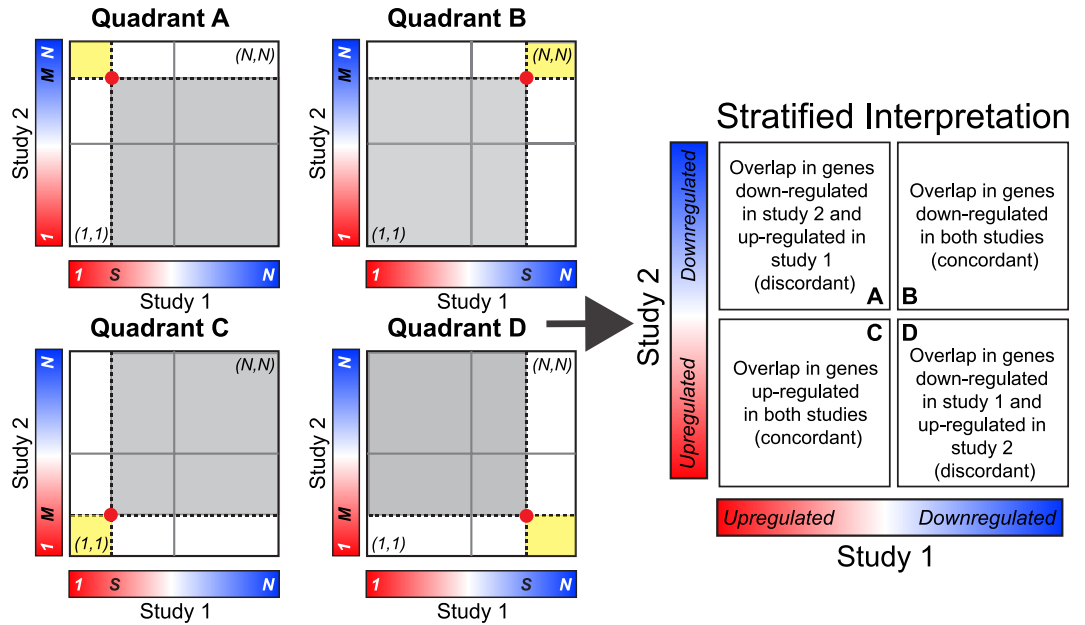 Quadrant A
Quadrant B
N
M
1
Study 2
(N,N)
(1,1)
1 S N
Study 1
N
M
1
(N,N)
(1,1)
1 S N
Study 1
Quadrant C
Quadrant D
N
M
1
Study 2
(N,N)
(1,1)
1 S N
Study 1
N
M
1
(N,N)
(1,1)
1 S N
Study 1
Stratified Interpretation
Study 2
Downregulated
Upregulated
Overlap in genes
down-regulated
in study 2 and
up-regulated in
study 1
(discordant)
A
Overlap in genes
down-regulated
in both studies
(concordant)
B
C
Overlap in genes
up-regulated
in both studies
(concordant)
D
Overlap in genes
down-regulated
in study 1 and
up-regulated in
study 2
(discordant)
Upregulated Downregulated
Study 1